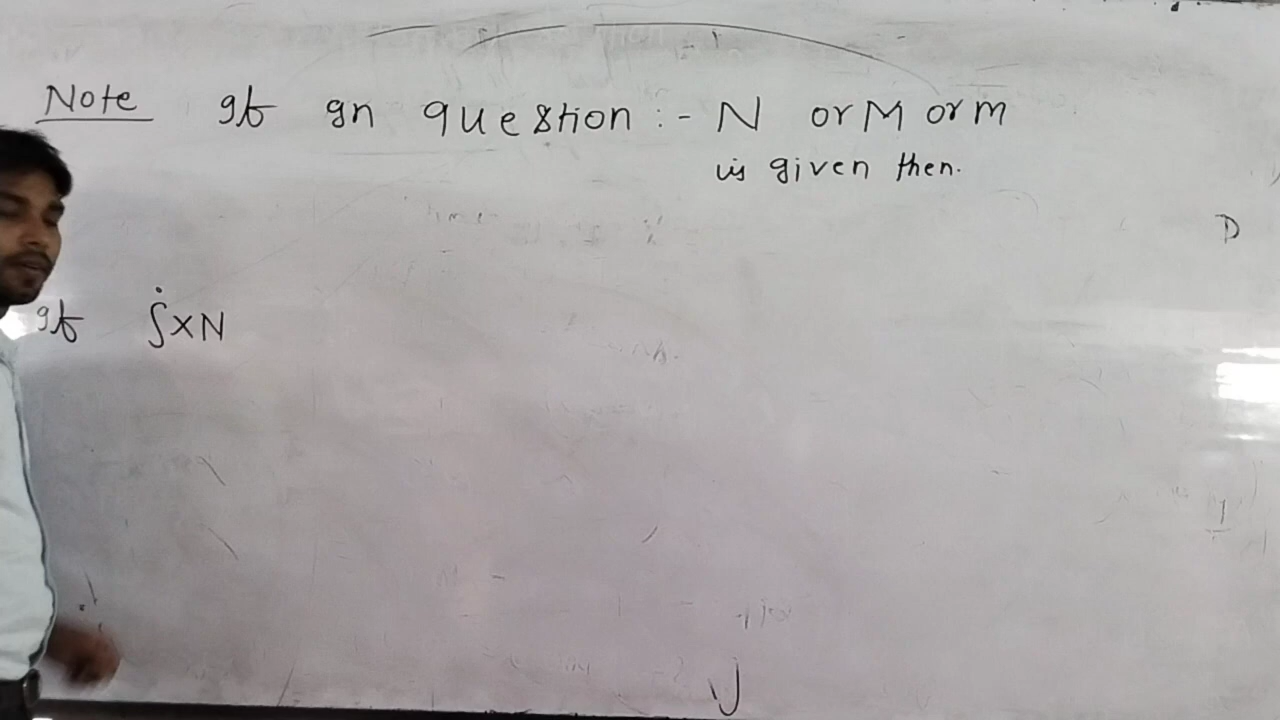 Note If In question :- N or M or m
is given then.
D
If ∫̇ x N